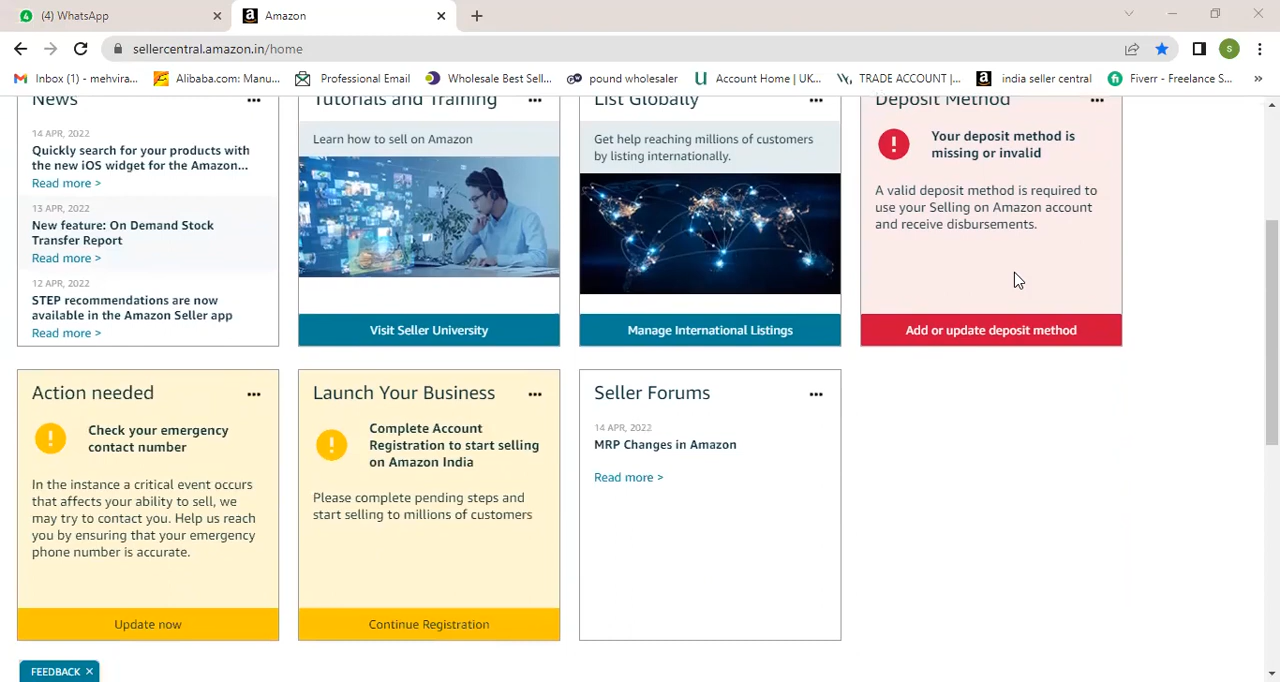 (4) WhatsApp
Amazon
sellercentral.amazon.in/home
S
Inbox (1) - mehvira...
Alibaba.com: Manu...
Professional Email
Wholesale Best Sell...
pound wholesaler
Account Home | UK...
TRADE ACCOUNT |...
india seller central
Fiverr - Freelance S...
News
14 APR, 2022
Quickly search for your products with
the new iOS widget for the Amazon...
Read more >
13 APR, 2022
New feature: On Demand Stock
Transfer Report
Read more >
12 APR, 2022
STEP recommendations are now
available in the Amazon Seller app
Read more >
Tutorials and Training
Learn how to sell on Amazon
Visit Seller University
List Globally
Get help reaching millions of customers
by listing internationally.
Manage International Listings
Deposit Method
Your deposit method is
missing or invalid
A valid deposit method is required to
use your Selling on Amazon account
and receive disbursements.
Add or update deposit method
Action needed
Check your emergency
contact number
In the instance a critical event occurs
that affects your ability to sell, we
may try to contact you. Help us reach
you by ensuring that your emergency
phone number is accurate.
Update now
Launch Your Business
Complete Account
Registration to start selling
on Amazon India
Please complete pending steps and
start selling to millions of customers
Continue Registration
Seller Forums
14 APR, 2022
MRP Changes in Amazon
Read more >
FEEDBACK